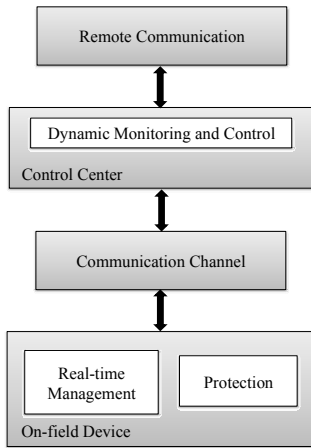 Remote Communication
Dynamic Monitoring and Control
Control Center
Communication Channel
Real-time
Management
Protection
On-field Device